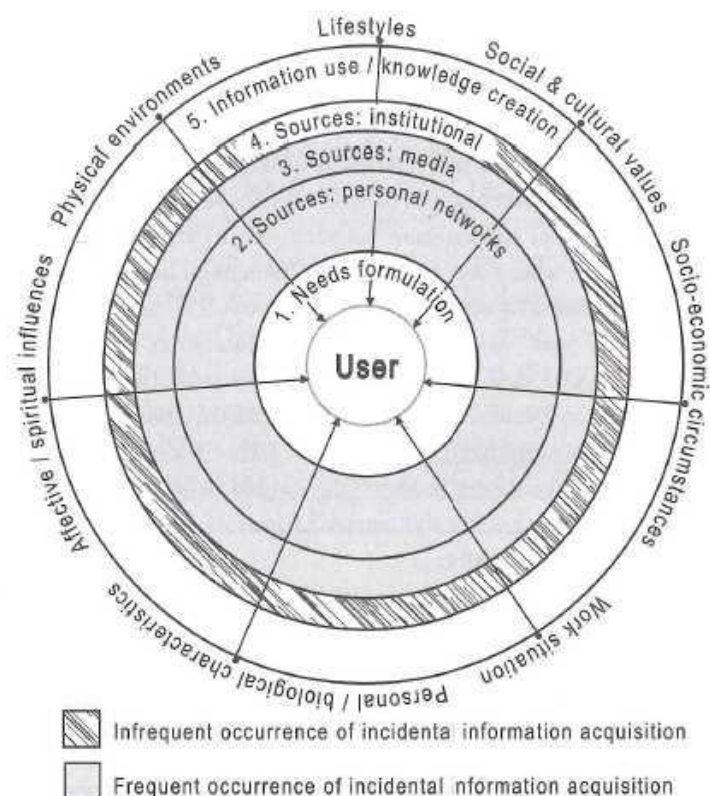 Lifestyles
Social & cultural values
Physical environments
5. Information use / knowledge creation
4. Sources: institutional
3. Sources: media
2. Sources: personal networks
1. Needs formulation
User
Socio-economic circumstances
Affective / spiritual influences
Work situation
Personal / biological characteristics
Infrequent occurrence of incidenta information acquisition
Frequent occurrence of incidental nformation acquisition